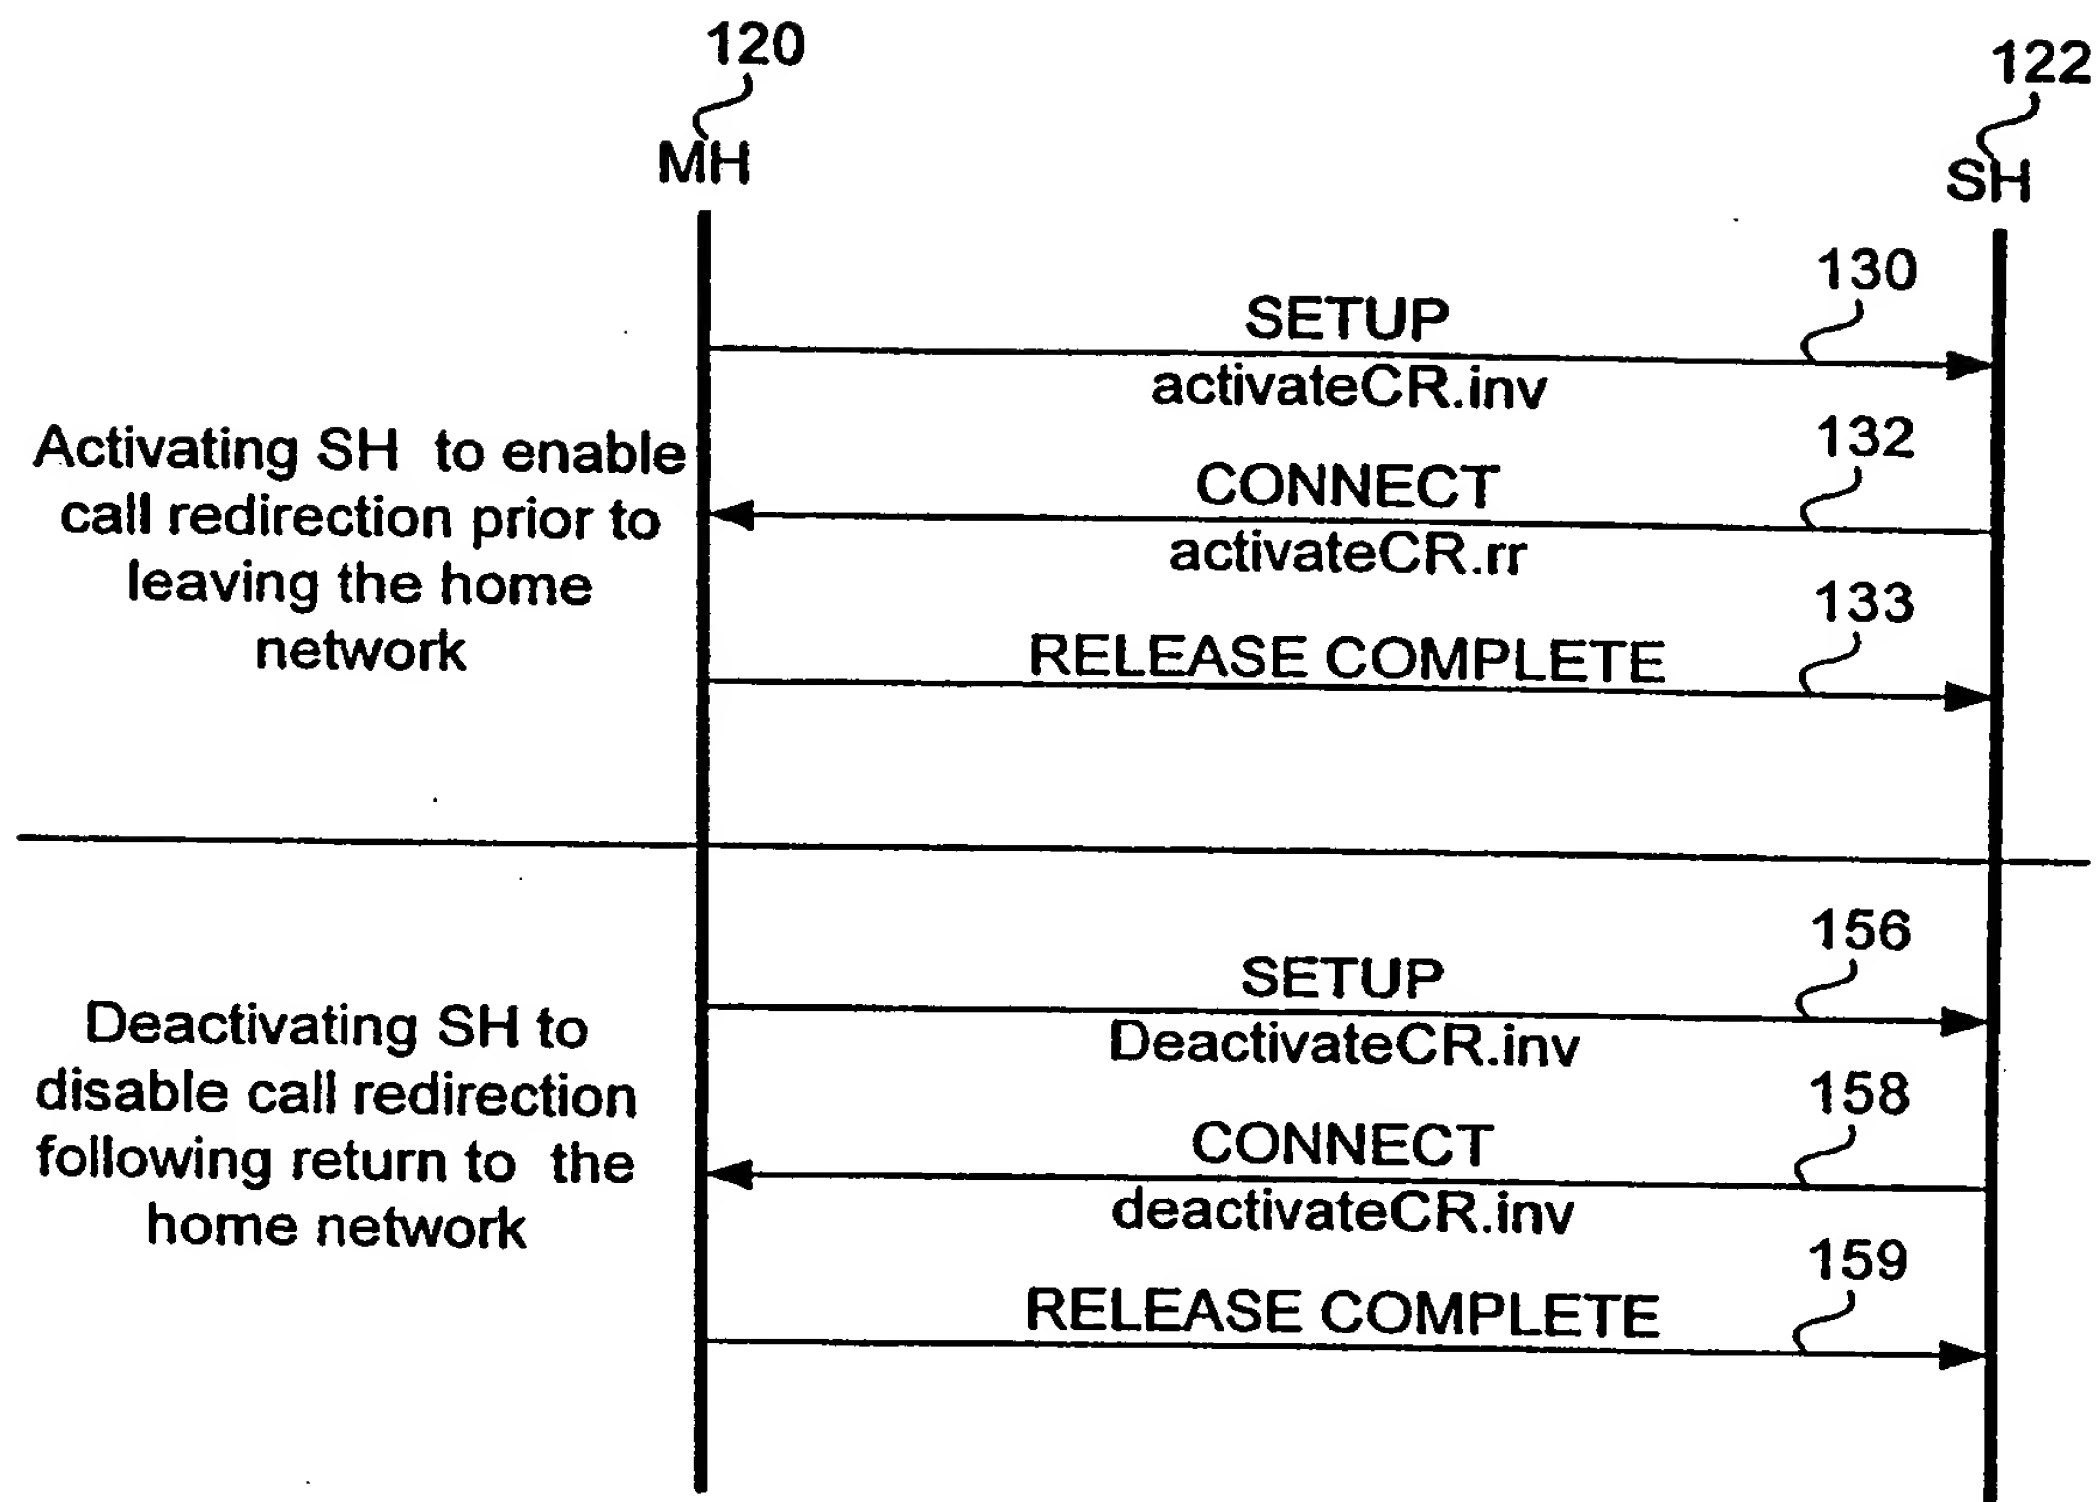 120
122
MH
SH
130
SETUP
activateCR.inv
Activating SH to enable
call redirection prior to
leaving the home
network
132
CONNECT
activateCR.rr
133
RELEASE COMPLETE
156
SETUP
DeactivateCR.inv
Deactivating SH to
disable call redirection
following return to the
home network
158
CONNECT
deactivateCR.inv
159
RELEASE COMPLETE